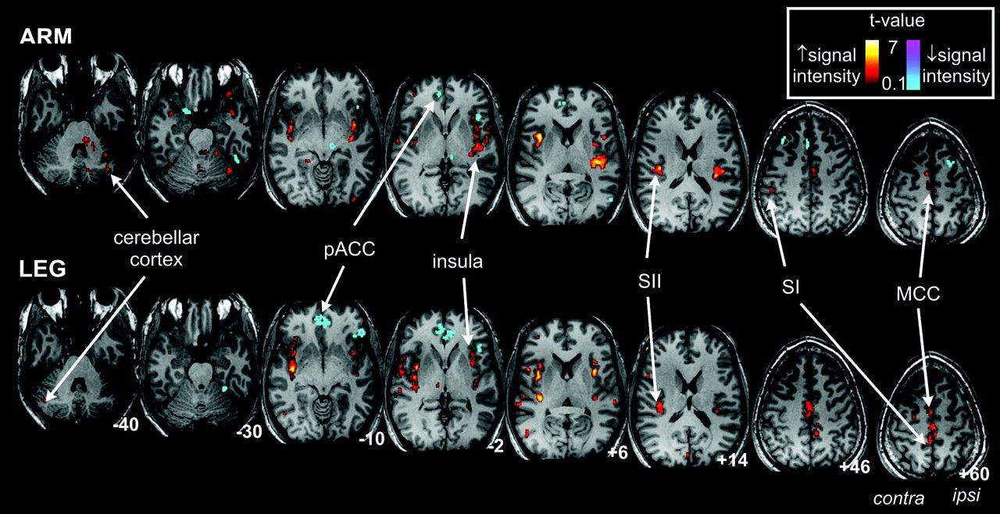 t-value
↑signal
intensity
7
0.1
↓signal
intensity
ARM
cerebellar
cortex
pACC
insula
SII
SI
MCC
LEG
-40
-30
-10
-2
+6
+14
+46
+60
contra
ipsi